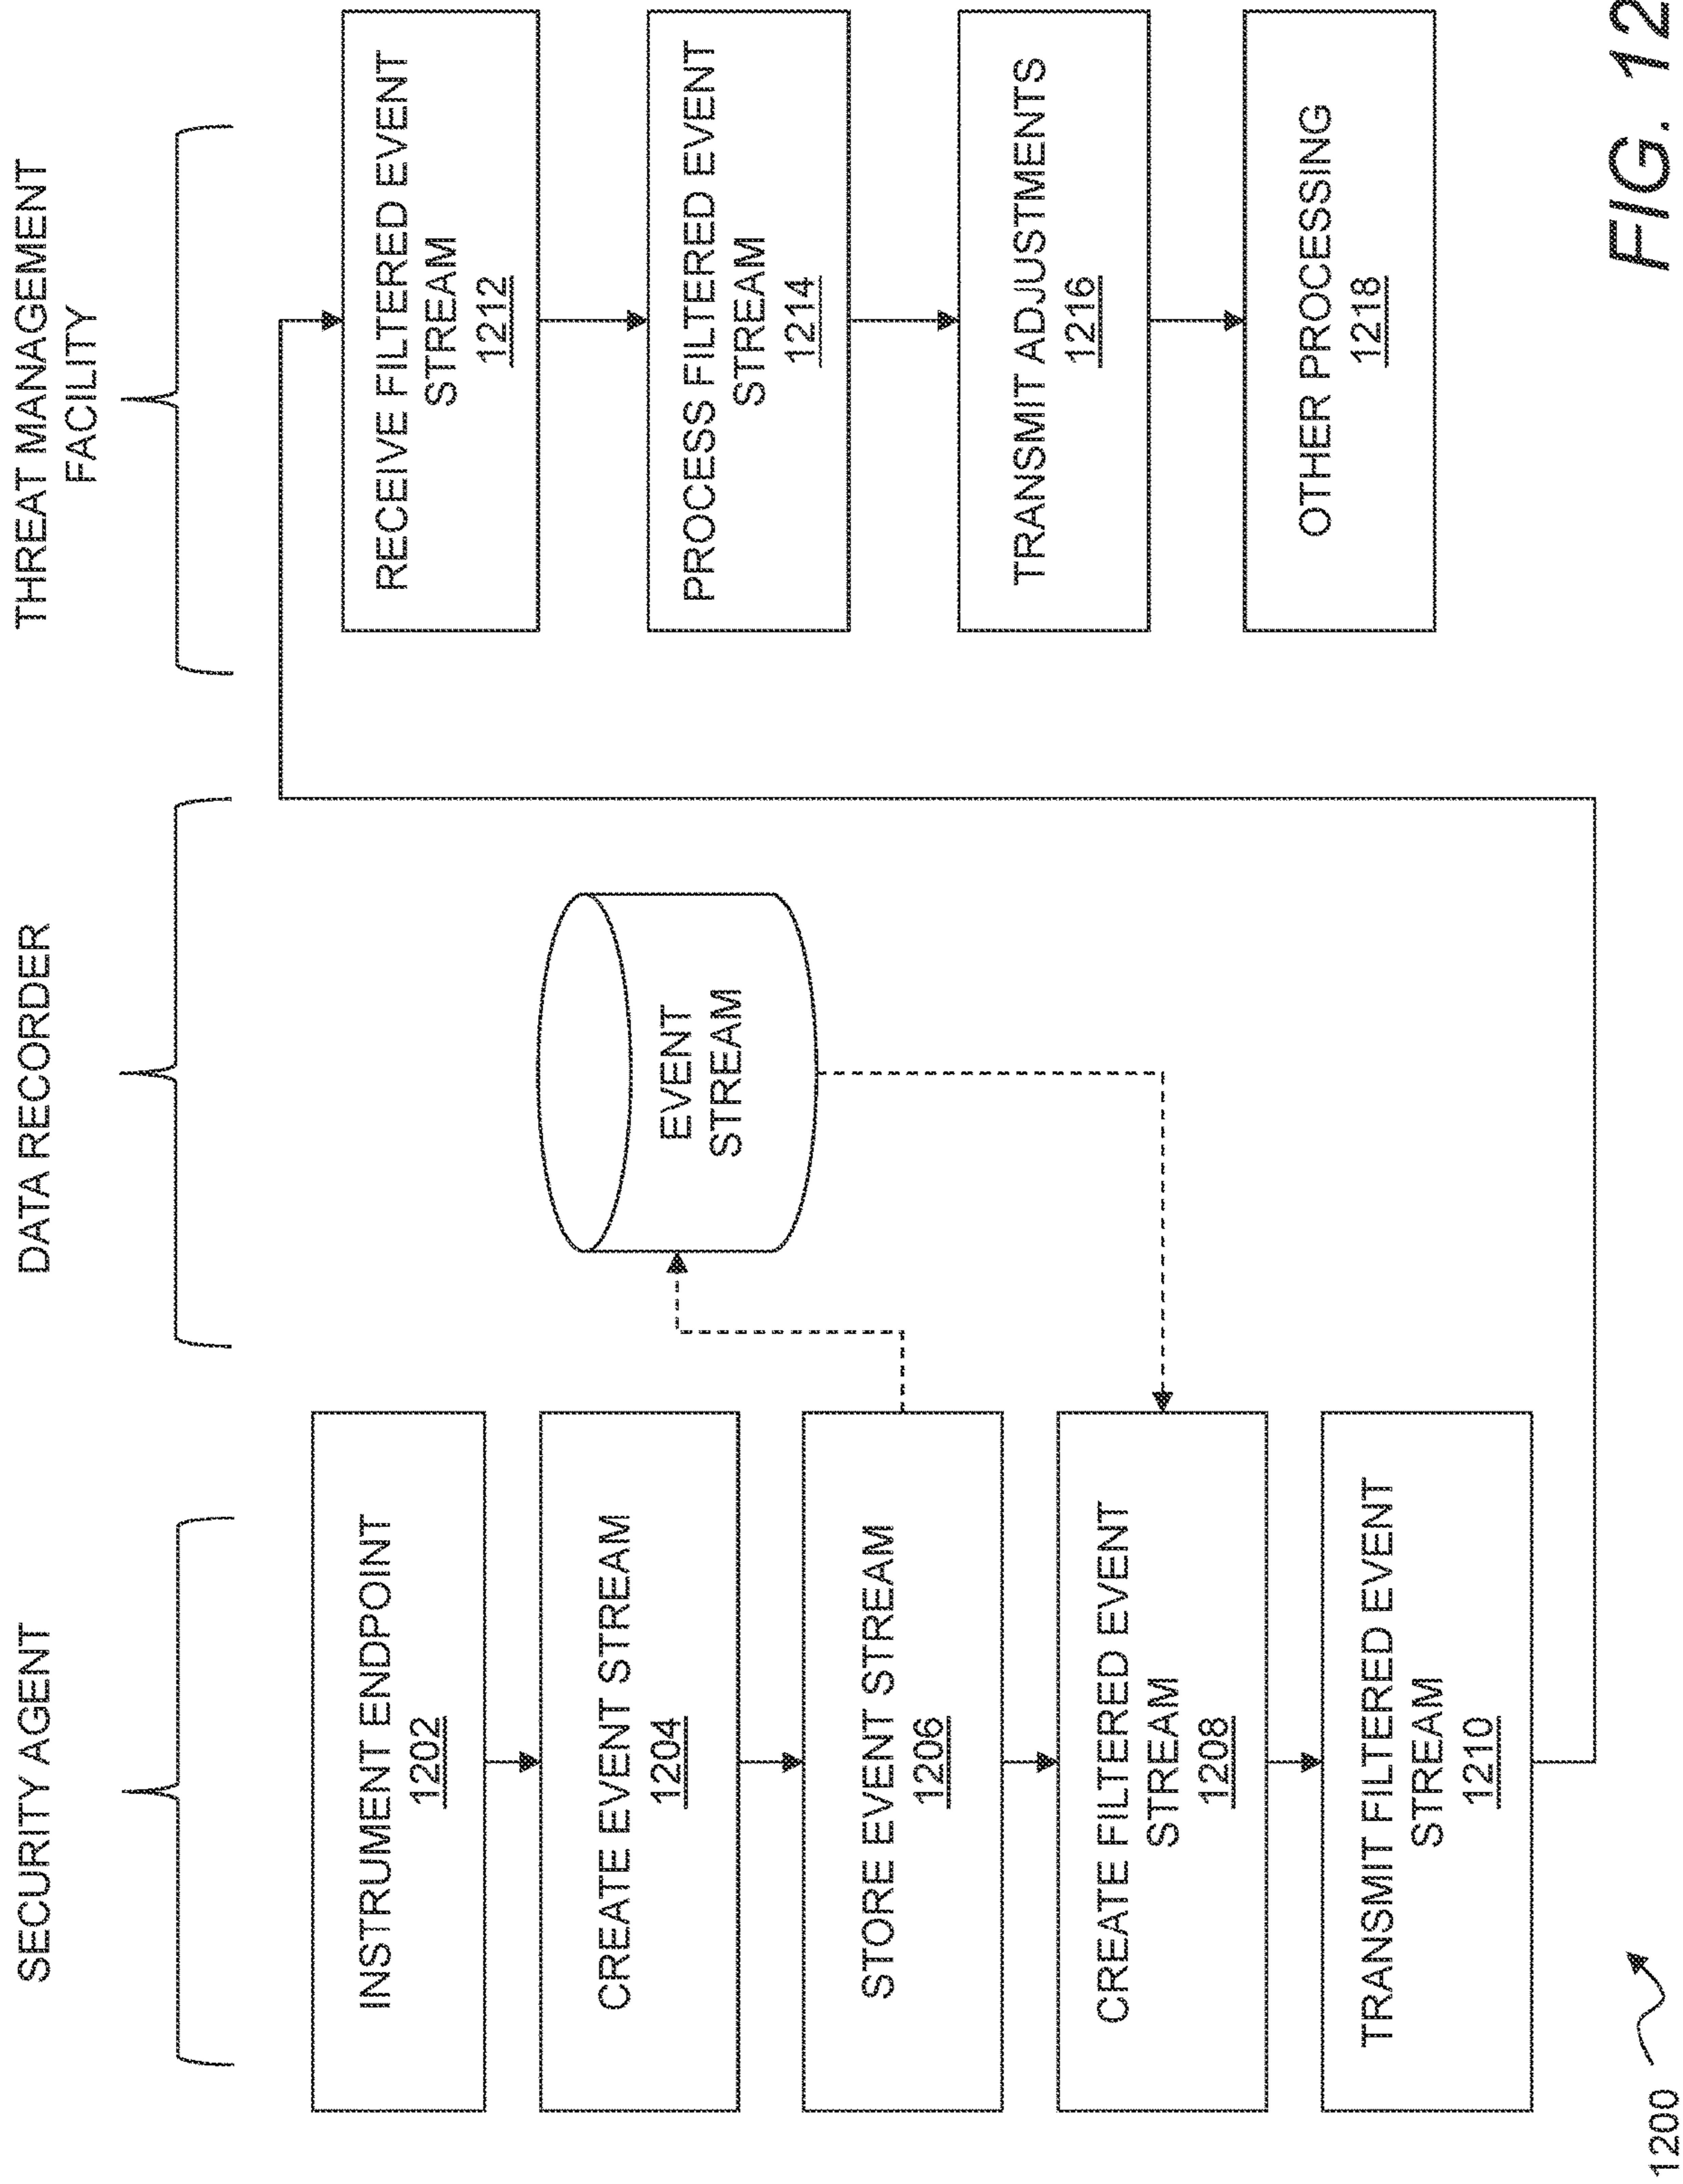 SECURITY AGENT
INSTRUMENT ENDPOINT
1202
CREATE EVENT STREAM
1204
STORE EVENT STREAM
1206
CREATE FILTERED EVENT
STREAM
1208
TRANSMIT FILTERED EVENT
STREAM
1210
DATA RECORDER
EVENT
STREAM
THREAT MANAGEMENT
FACILITY
RECEIVE FILTERED EVENT
STREAM
1212
PROCESS FILTERED EVENT
STREAM
1214
TRANSMIT ADJUSTMENTS
1216
OTHER PROCESSING
1218
1200
FIG. 12